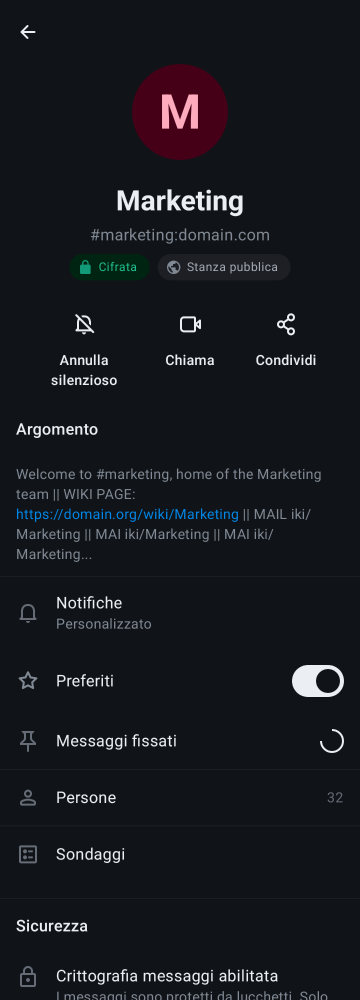 M
Marketing
#marketing:domain.com
Cifrata
Stanza pubblica
Annulla
silenzioso
Chiama
Condividi
Argomento
Welcome to #marketing, home of the Marketing
team || WIKI PAGE:
https://domain.org/wiki/Marketing || MAIL iki/
Marketing || MAI iki/Marketing || MAI iki/
Marketing...
Notifiche
Personalizzato
Preferiti
Messaggi fissati
Persone
32
Sondaggi
Sicurezza
Crittografia messaggi abilitata
I messaggi sono protetti da lucchetti. Solo